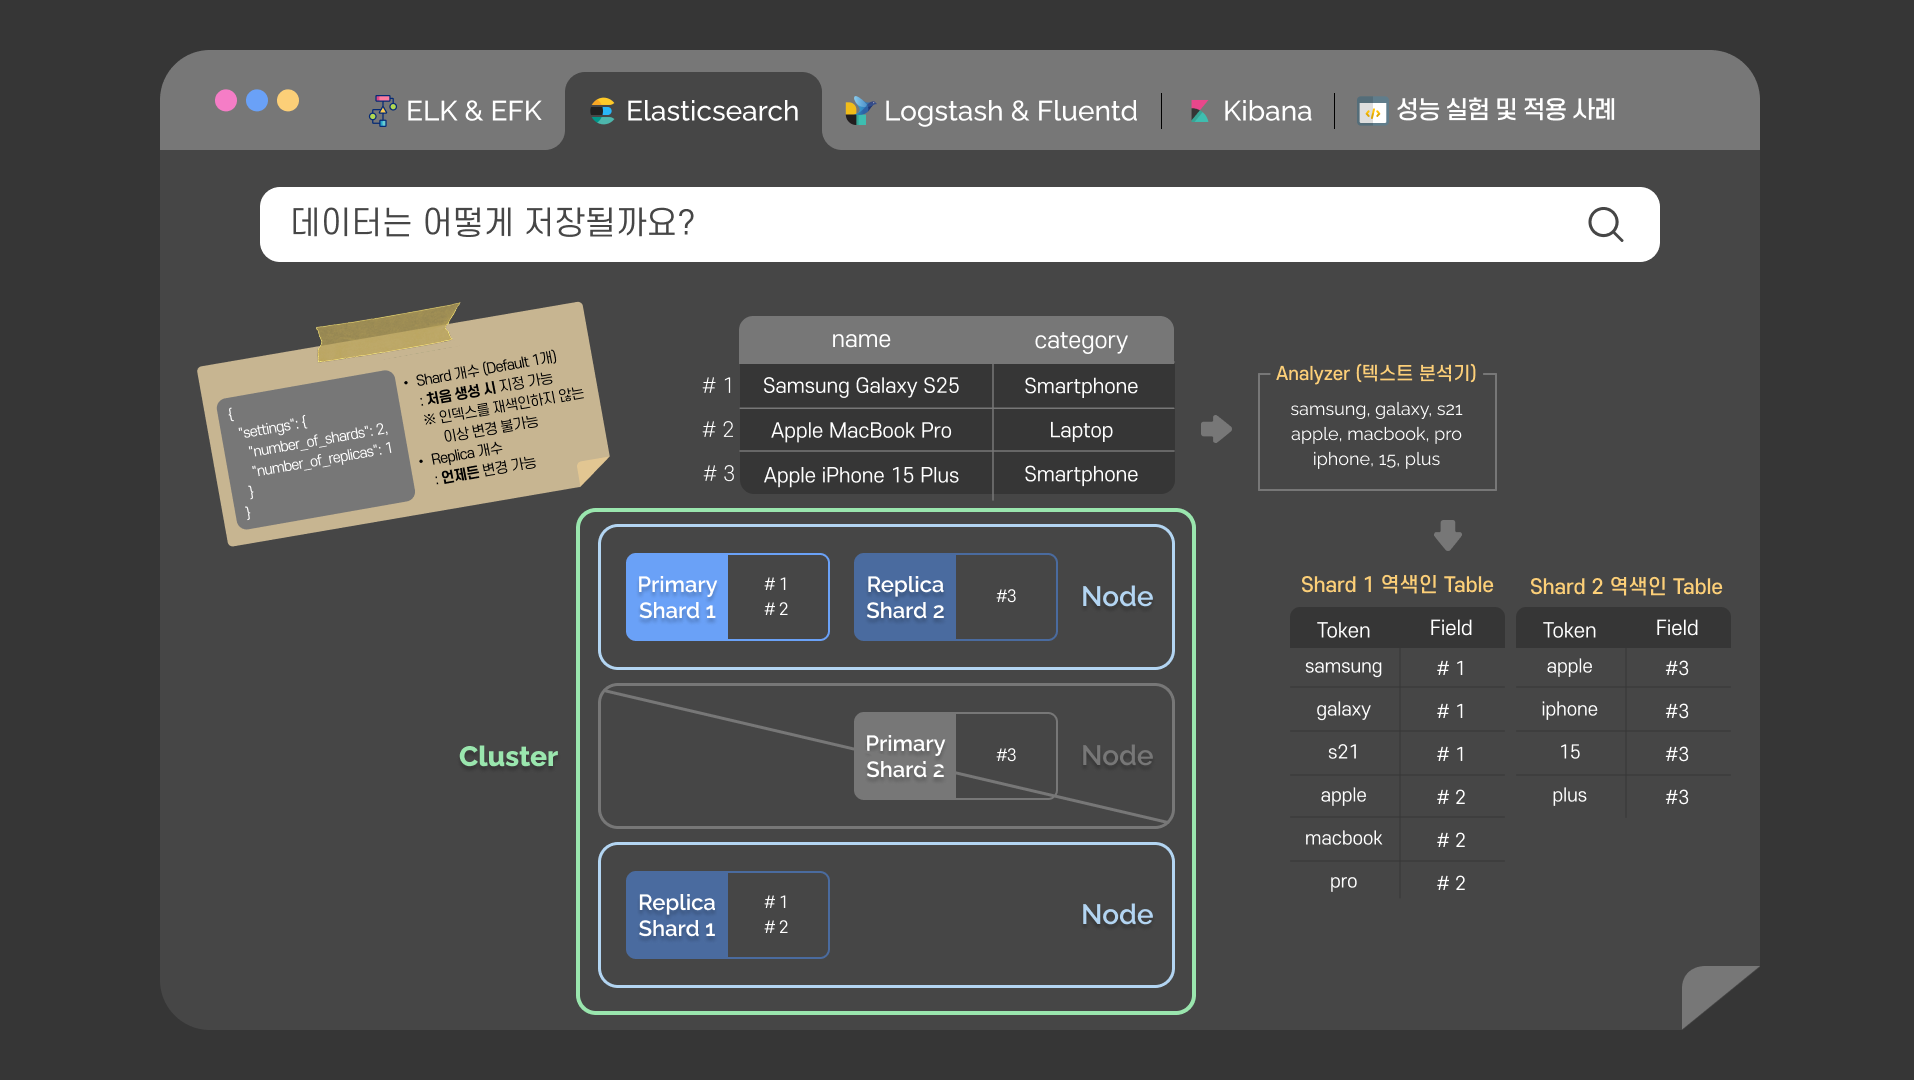 ELK & EFK
Elasticsearch
Logstash & Fluentd
Kibana
성능 실험 및 적용 사례
데이터는 어떻게 저장될까요?
{
"settings": {
"number_of_shards": 2,
"number_of_replicas": 1
}
}
• Shard 개수 (Default 1개)
: 처음 생성 시 지정 가능
※ 인덱스를 재색인하지 않는
이상 변경 불가능
• Replica 개수
: 언제든 변경 가능
name category
# 1 Samsung Galaxy S25 Smartphone
# 2 Apple MacBook Pro Laptop
# 3 Apple iPhone 15 Plus Smartphone
Analyzer (텍스트 분석기)
samsung, galaxy, s21
apple, macbook, pro
iphone, 15, plus
Cluster
Primary
Shard 1
# 1
# 2
Replica
Shard 2
#3
Node
Primary
Shard 2
#3
Node
Replica
Shard 1
# 1
# 2
Node
Shard 1 역색인 Table
Token Field
samsung # 1
galaxy # 1
s21 # 1
apple # 2
macbook # 2
pro # 2
Shard 2 역색인 Table
Token Field
apple #3
iphone #3
15 #3
plus #3